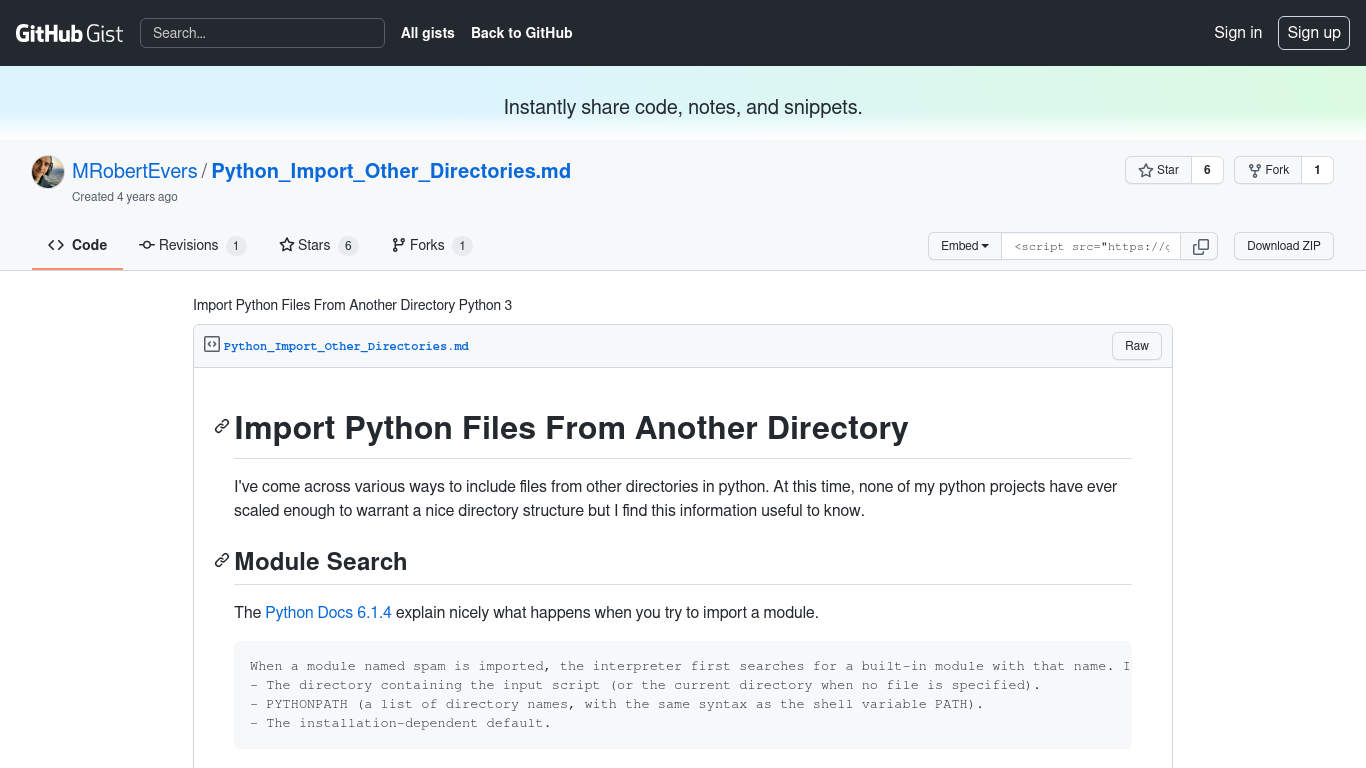 GitHub Gist
Search...
All gists
Back to GitHub
Sign in
Sign up
Instantly share code, notes, and snippets.
MRobertEvers / Python_Import_Other_Directories.md
Created 4 years ago
Star 6
Fork 1
Code
Revisions 1
Stars 6
Forks 1
Embed
<script src="https://g
Download ZIP
Import Python Files From Another Directory Python 3
Python_Import_Other_Directories.md
Raw
Import Python Files From Another Directory
I've come across various ways to include files from other directories in python. At this time, none of my python projects have ever
scaled enough to warrant a nice directory structure but I find this information useful to know.
Module Search
The Python Docs 6.1.4 explain nicely what happens when you try to import a module.
When a module named spam is imported, the interpreter first searches for a built-in module with that name. I
- The directory containing the input script (or the current directory when no file is specified).
- PYTHONPATH (a list of directory names, with the same syntax as the shell variable PATH).
- The installation-dependent default.